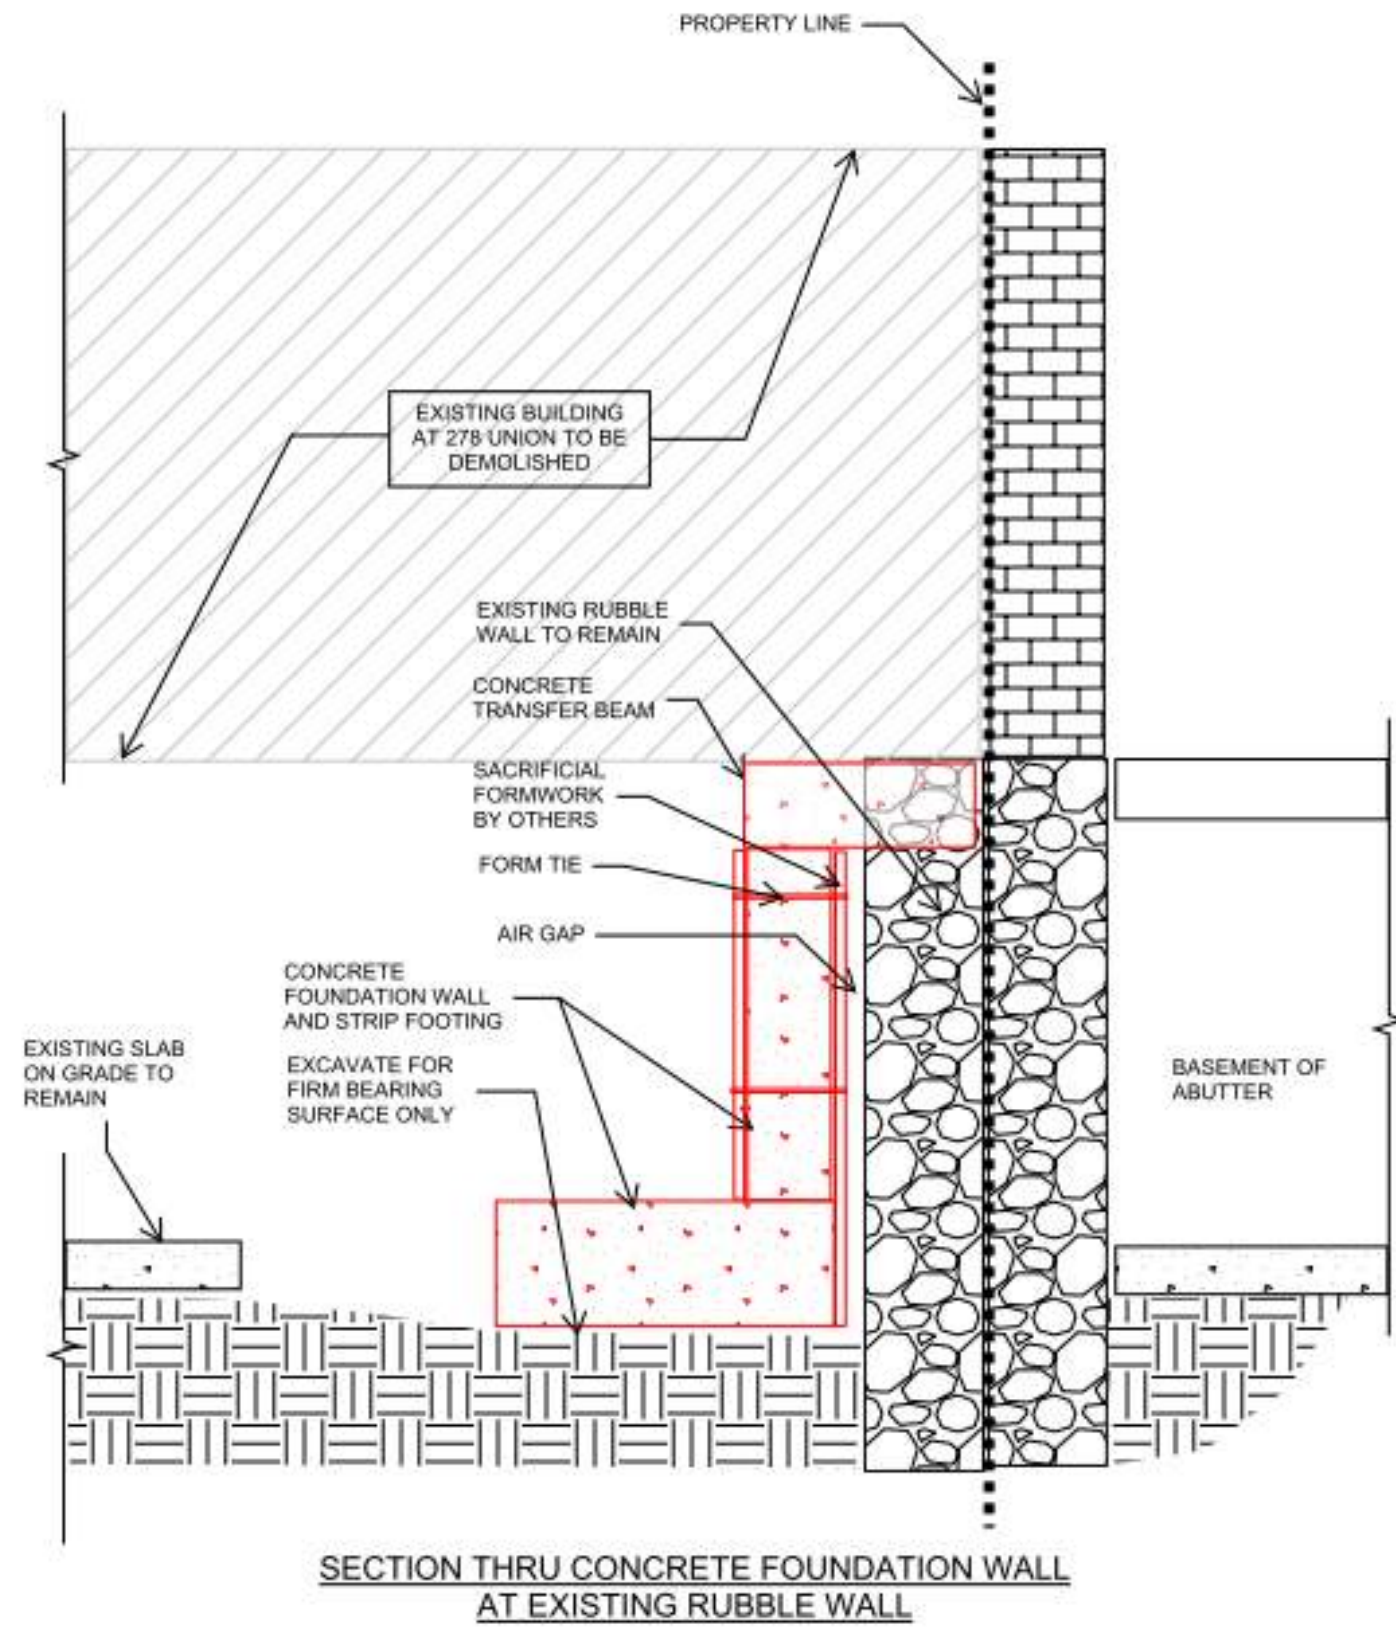 PROPERTY LINE
EXISTING BUILDING
AT 278 UNION TO BE
DEMOLISHED
EXISTING RUBBLE
WALL TO REMAIN
CONCRETE
TRANSFER BEAM
SACRIFICIAL
FORMWORK
BY OTHERS
FORM TIE
AIR GAP
CONCRETE
FOUNDATION WALL
AND STRIP FOOTING
EXISTING SLAB
ON GRADE TO
REMAIN
EXCAVATE FOR
FIRM BEARING
SURFACE ONLY
BASEMENT OF
ABUTTER
SECTION THRU CONCRETE FOUNDATION WALL
AT EXISTING RUBBLE WALL